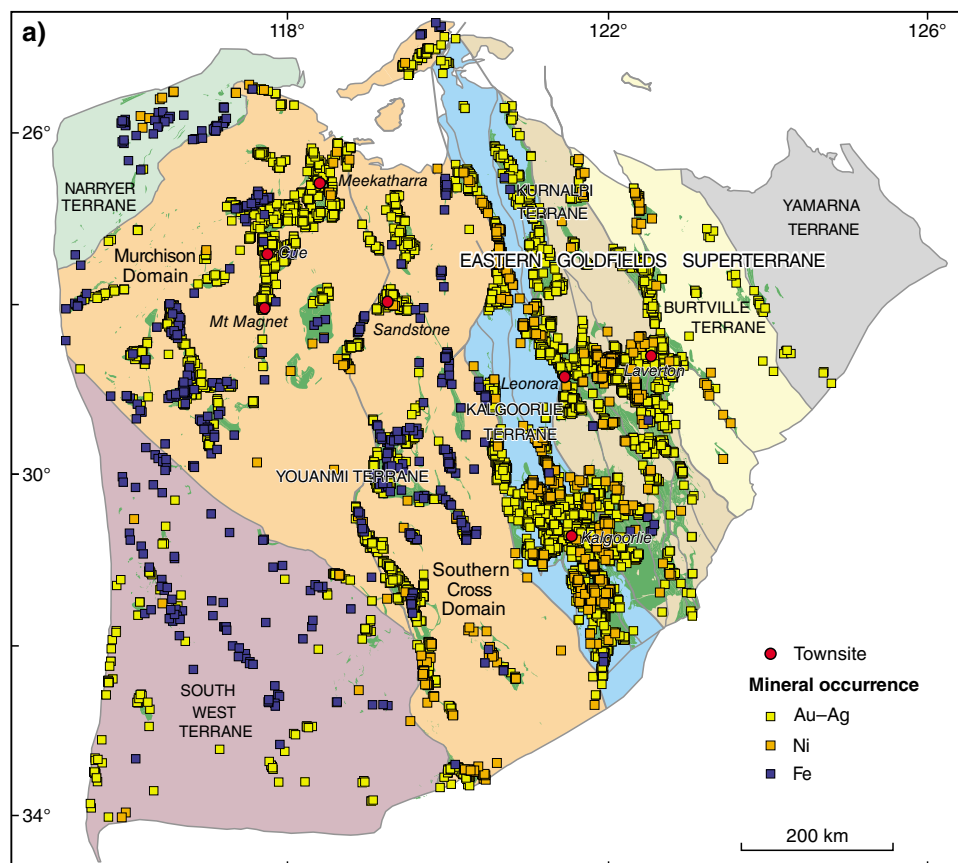 a)
118°
122°
126°
26°
30°
34°
NARRYER
TERRANE
Meekatharra
Murchison
Domain
Cue
Mt Magnet
Sandstone
KURNALPI
TERRANE
YAMARNA
TERRANE
EASTERN GOLDFIELDS SUPERTERRANE
BURTVILLE
TERRANE
Laverton
Leonora
KALGOORLIE
TERRANE
YOUANMI TERRANE
Kalgoorlie
Southern
Cross
Domain
SOUTH
WEST
TERRANE
Townsite
Mineral occurrence
Au–Ag
Ni
Fe
200 km